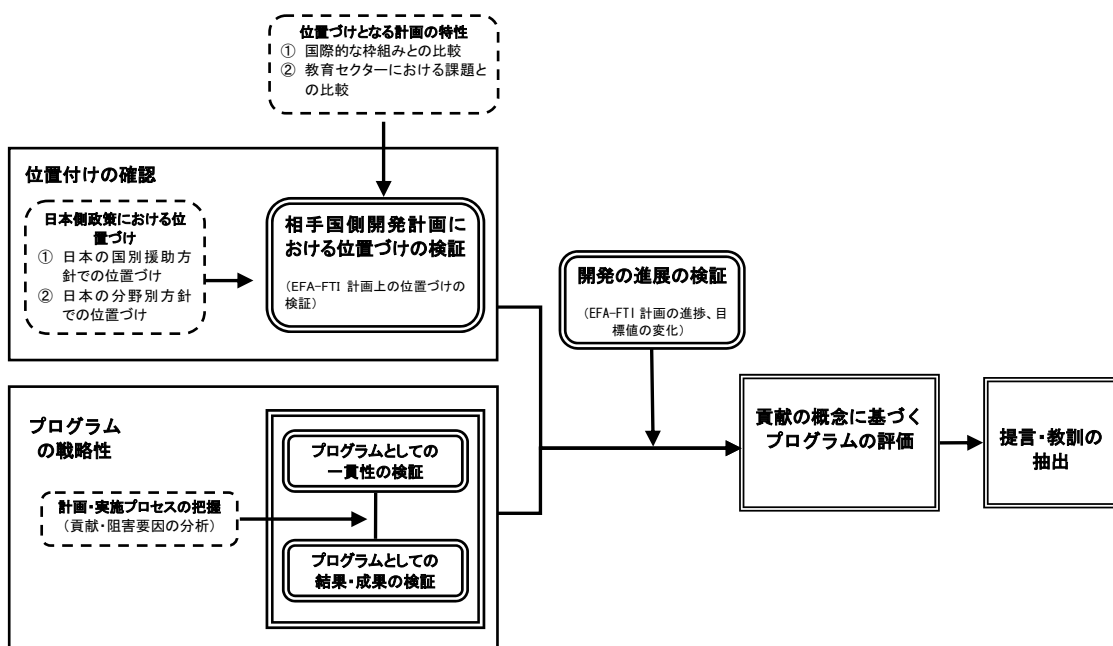 位置づけとなる計画の特性
① 国際的な枠組みとの比較
② 教育セクターにおける課題と
の比較
位置付けの確認
日本側政策における位
置づけ
① 日本の国別援助方
針での位置づけ
② 日本の分野別方針
での位置づけ
相手国側開発計画に
おける位置づけの検証
（EFA-FTI 計画上の位置づけの
検証）
開発の進展の検証
（EFA-FTI 計画の進捗、目
標値の変化）
プログラム
の戦略性
プログラムとしての
一貫性の検証
計画・実施プロセスの把握
（貢献・阻害要因の分析）
プログラムとしての
結果・成果の検証
貢献の概念に基づく
プログラムの評価
提言・教訓の
抽出